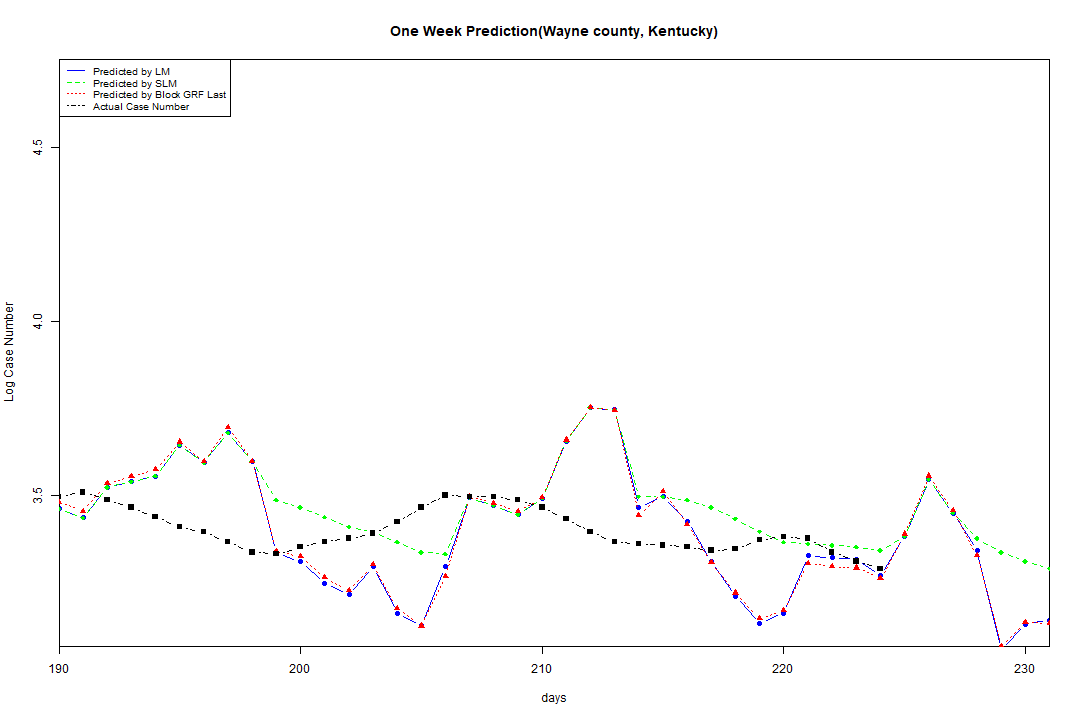 One Week Prediction(Wayne county, Kentucky)
Predicted by LM
Predicted by SLM
Predicted by Block GRF Last
Actual Case Number
4.5
4.0
3.5
Log Case Number
190 200 210 220 230
days